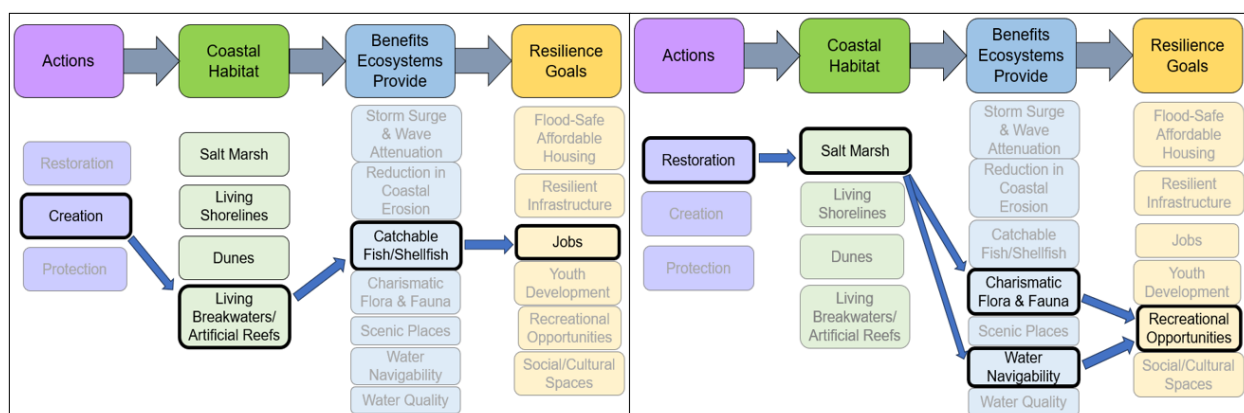 Actions
Coastal
Habitat
Benefits
Ecosystems
Provide
Resilience
Goals
Restoration
Creation
Protection
Salt Marsh
Living
Shorelines
Dunes
Living
Breakwaters/
Artificial Reefs
Storm Surge
& Wave
Attenuation
Reduction in
Coastal
Erosion
Catchable
Fish/Shellfish
Charismatic
Flora & Fauna
Scenic Places
Water
Navigability
Water Quality
Flood-Safe
Affordable
Housing
Resilient
Infrastructure
Jobs
Youth
Development
Recreational
Opportunities
Social/Cultural
Spaces
Actions
Coastal
Habitat
Benefits
Ecosystems
Provide
Resilience
Goals
Restoration
Creation
Protection
Salt Marsh
Living
Shorelines
Dunes
Living
Breakwaters/
Artificial Reefs
Storm Surge
& Wave
Attenuation
Reduction in
Coastal
Erosion
Catchable
Fish/Shellfish
Charismatic
Flora & Fauna
Scenic Places
Water
Navigability
Water Quality
Flood-Safe
Affordable
Housing
Resilient
Infrastructure
Jobs
Youth
Development
Recreational
Opportunities
Social/Cultural
Spaces